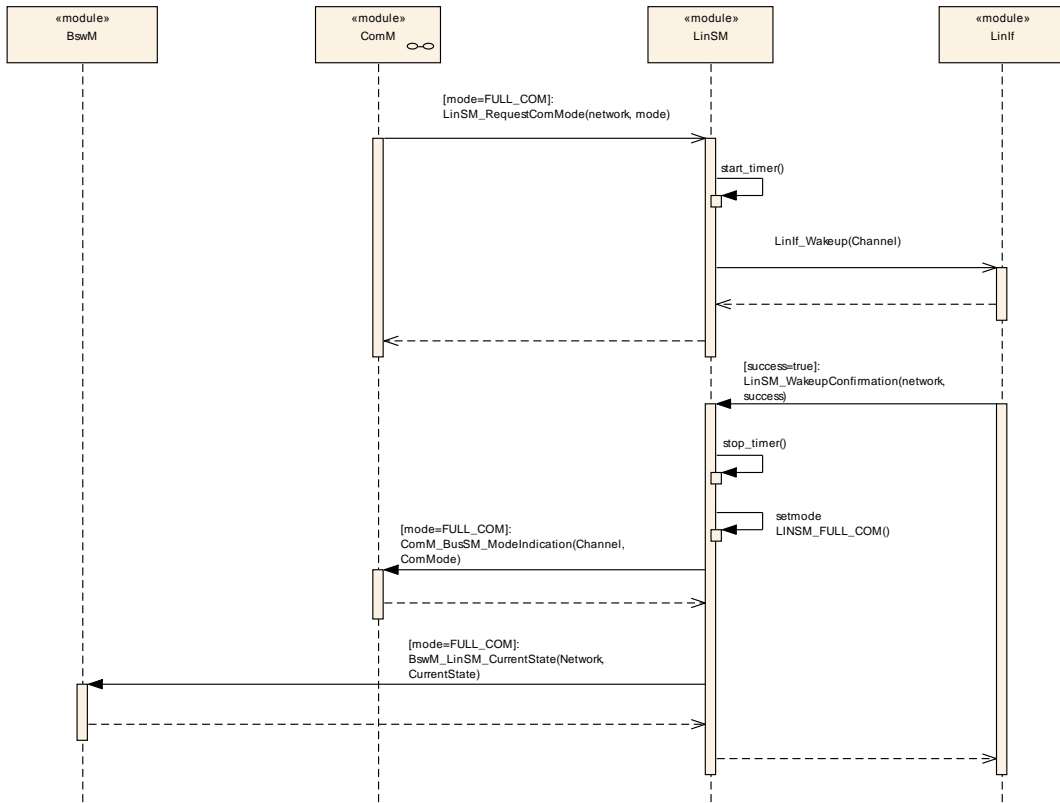 «module»
BswM
«module»
ComM
«module»
LinSM
«module»
LinIf
[mode=FULL_COM]:
LinSM_RequestComMode(network, mode)
start_timer()
LinIf_Wakeup(Channel)
[success=true]:
LinSM_WakeupConfirmation(network,
success)
stop_timer()
setmode
LINSM_FULL_COM()
[mode=FULL_COM]:
ComM_BusSM_ModeIndication(Channel,
ComMode)
[mode=FULL_COM]:
BswM_LinSM_CurrentState(Network,
CurrentState)